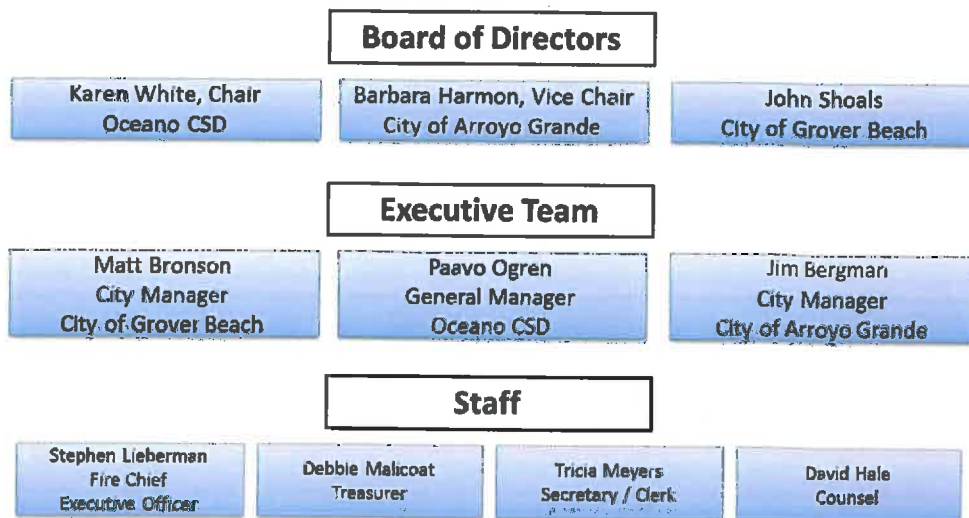 Board of Directors
Karen White, Chair
Oceano CSD
Barbara Harmon, Vice Chair
City of Arroyo Grande
John Shoals
City of Grover Beach
Executive Team
Matt Bronson
City Manager
City of Grover Beach
Paavo Ogren
General Manager
Oceano CSD
Jim Bergman
City Manager
City of Arroyo Grande
Staff
Stephen Lieberman
Fire Chief
Executive Officer
Debbie Malicoat
Treasurer
Tricia Meyers
Secretary / Clerk
David Hale
Counsel